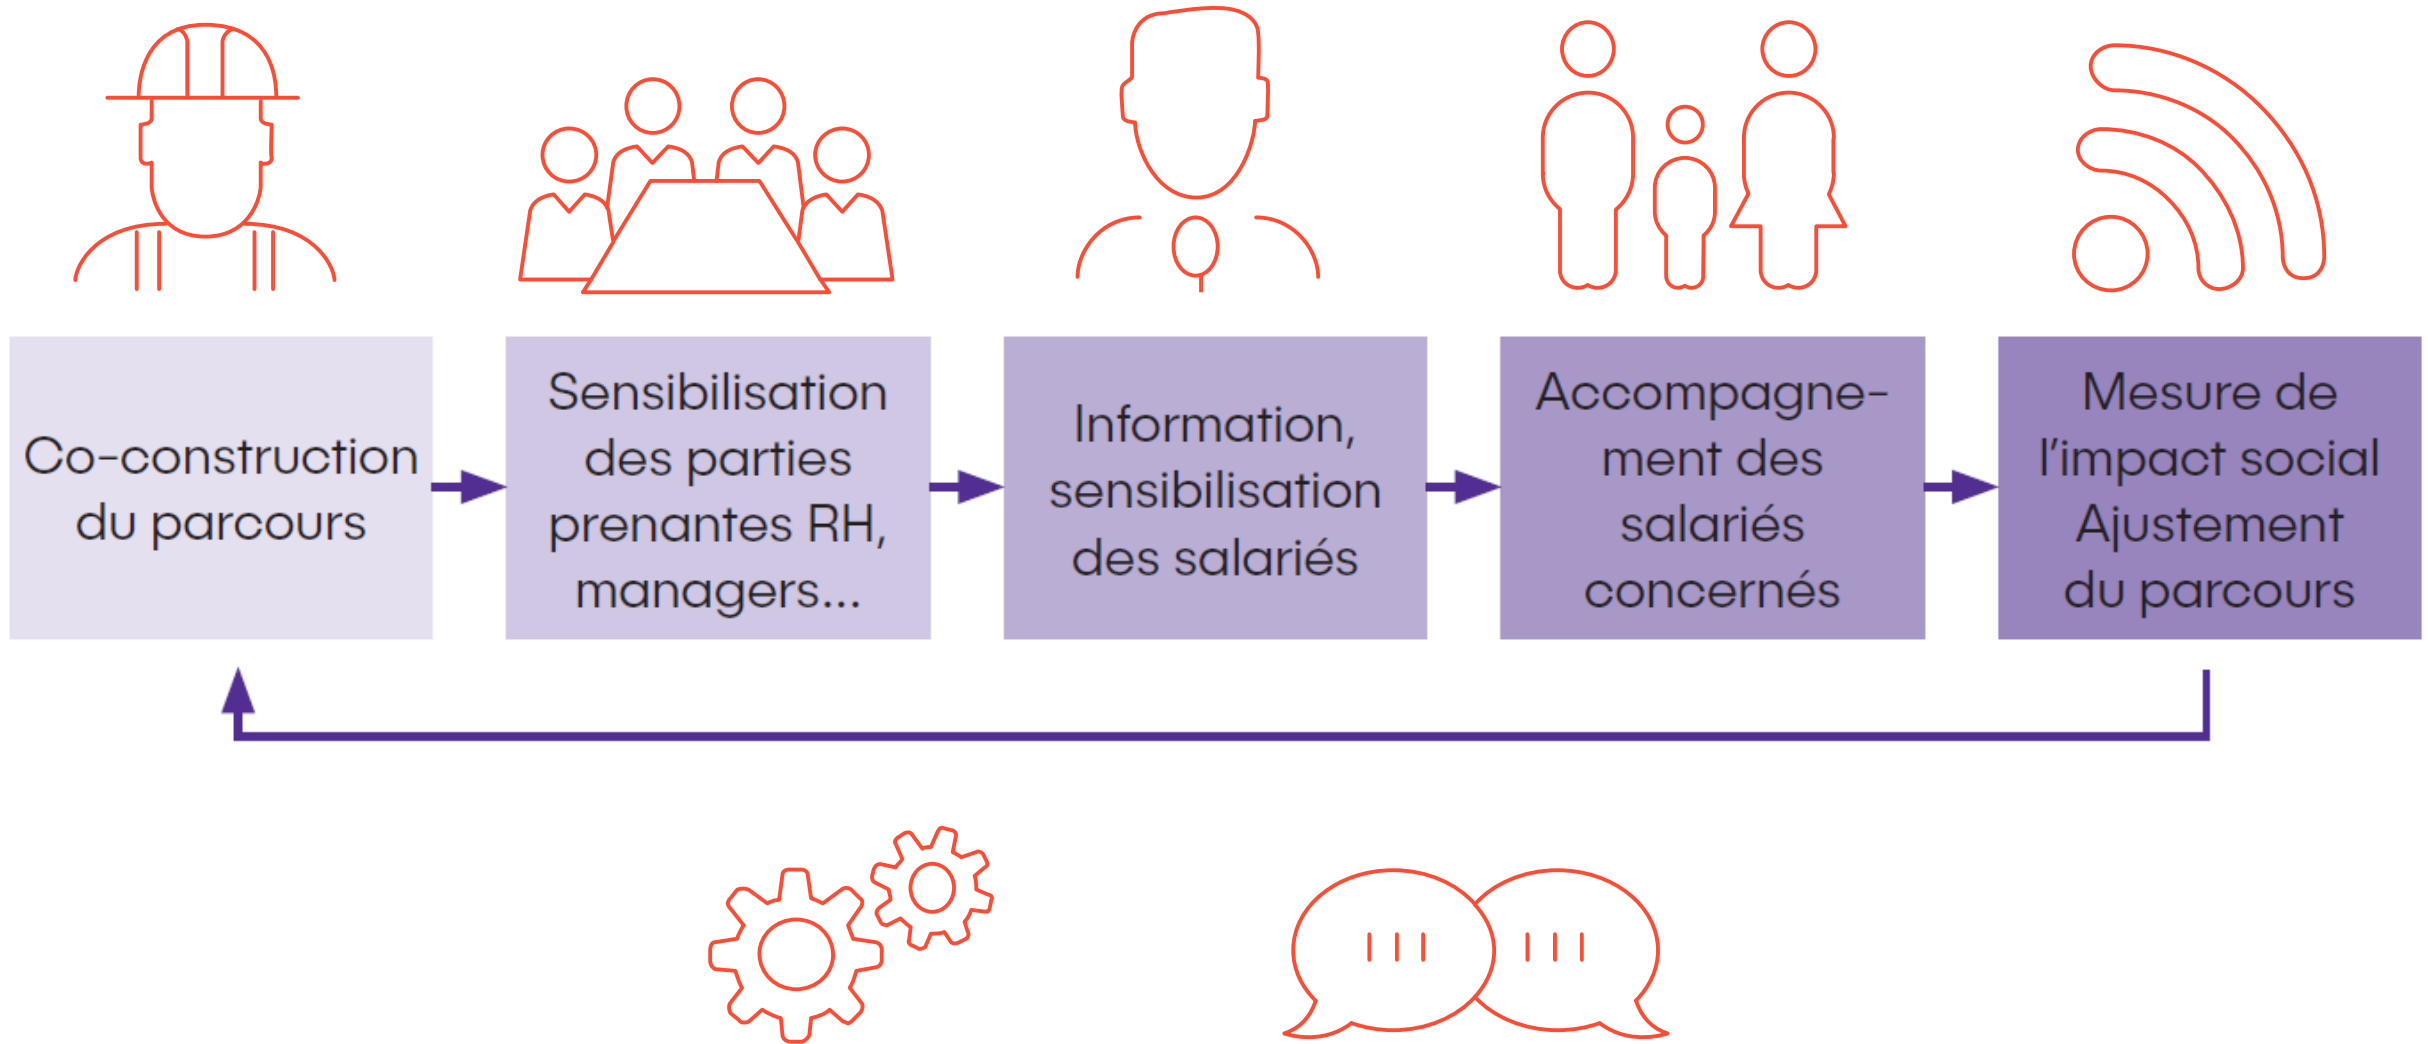 Co-construction
du parcours
Sensibilisation
des parties
prenantes RH,
managers...
Information,
sensibilisation
des salariés
Accompagne-
ment des
salariés
concernés
Mesure de
l'impact social
Ajustement
du parcours